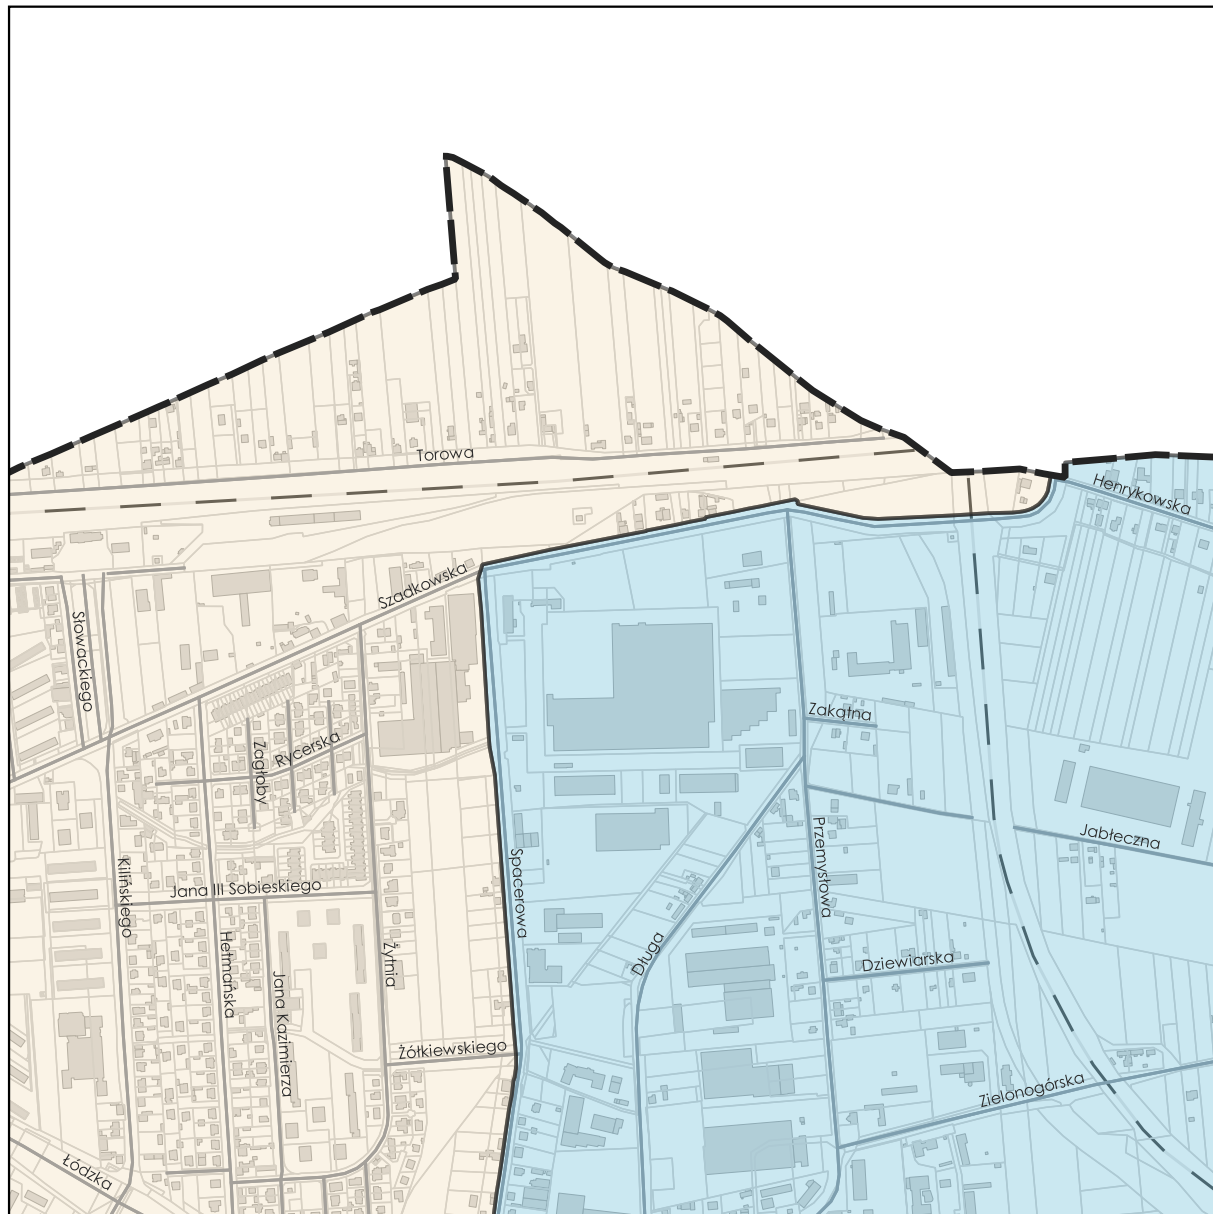 Torowa
Henrykowska
Szadkowska
Słowackiego
Zakątna
Rycerska
Zagłoby
Jabłeczna
Przemysłowa
Kilińskiego
Spacerowa
Jana III Sobieskiego
Hetmańska
Żytnia
Długa
Dziewiarska
Jana Kazimierza
Żółkiewskiego
Zielonogórska
Łódzka